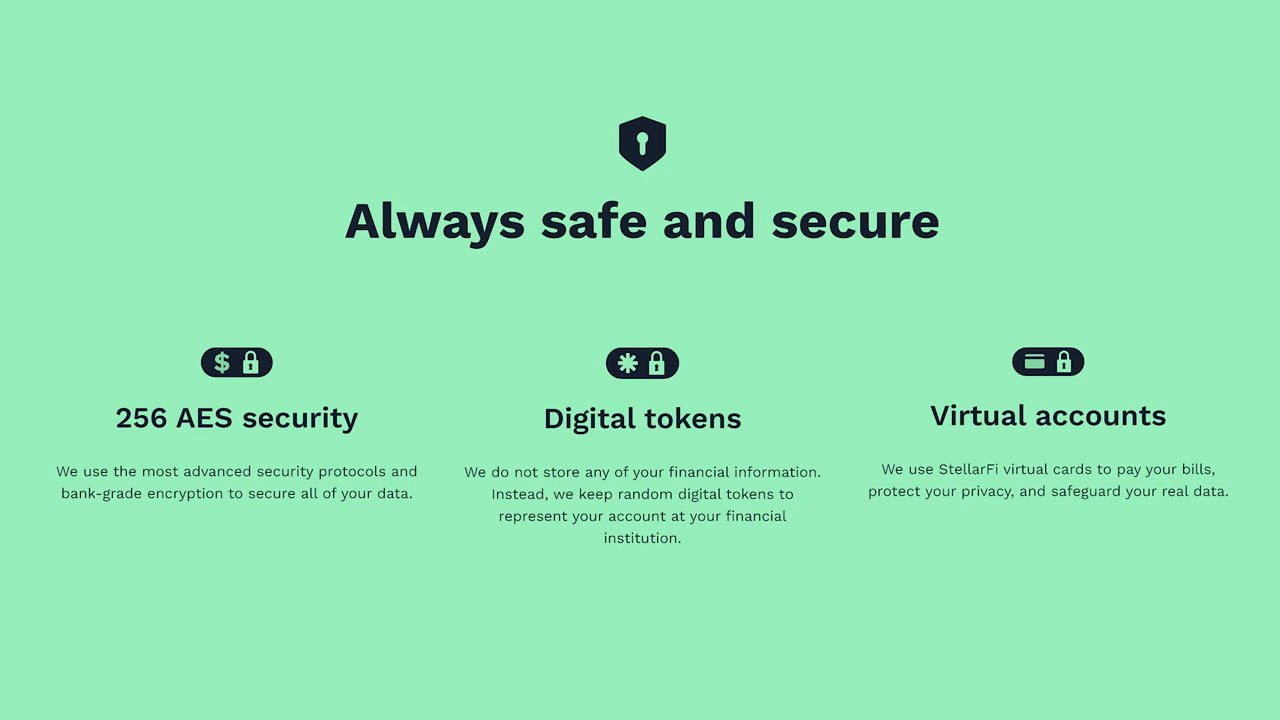 Always safe and secure
256 AES security
We use the most advanced security protocols and
bank-grade encryption to secure all of your data.
Digital tokens
We do not store any of your financial information.
Instead, we keep random digital tokens to
represent your account at your financial
institution.
Virtual accounts
We use StellarFi virtual cards to pay your bills,
protect your privacy, and safeguard your real data.